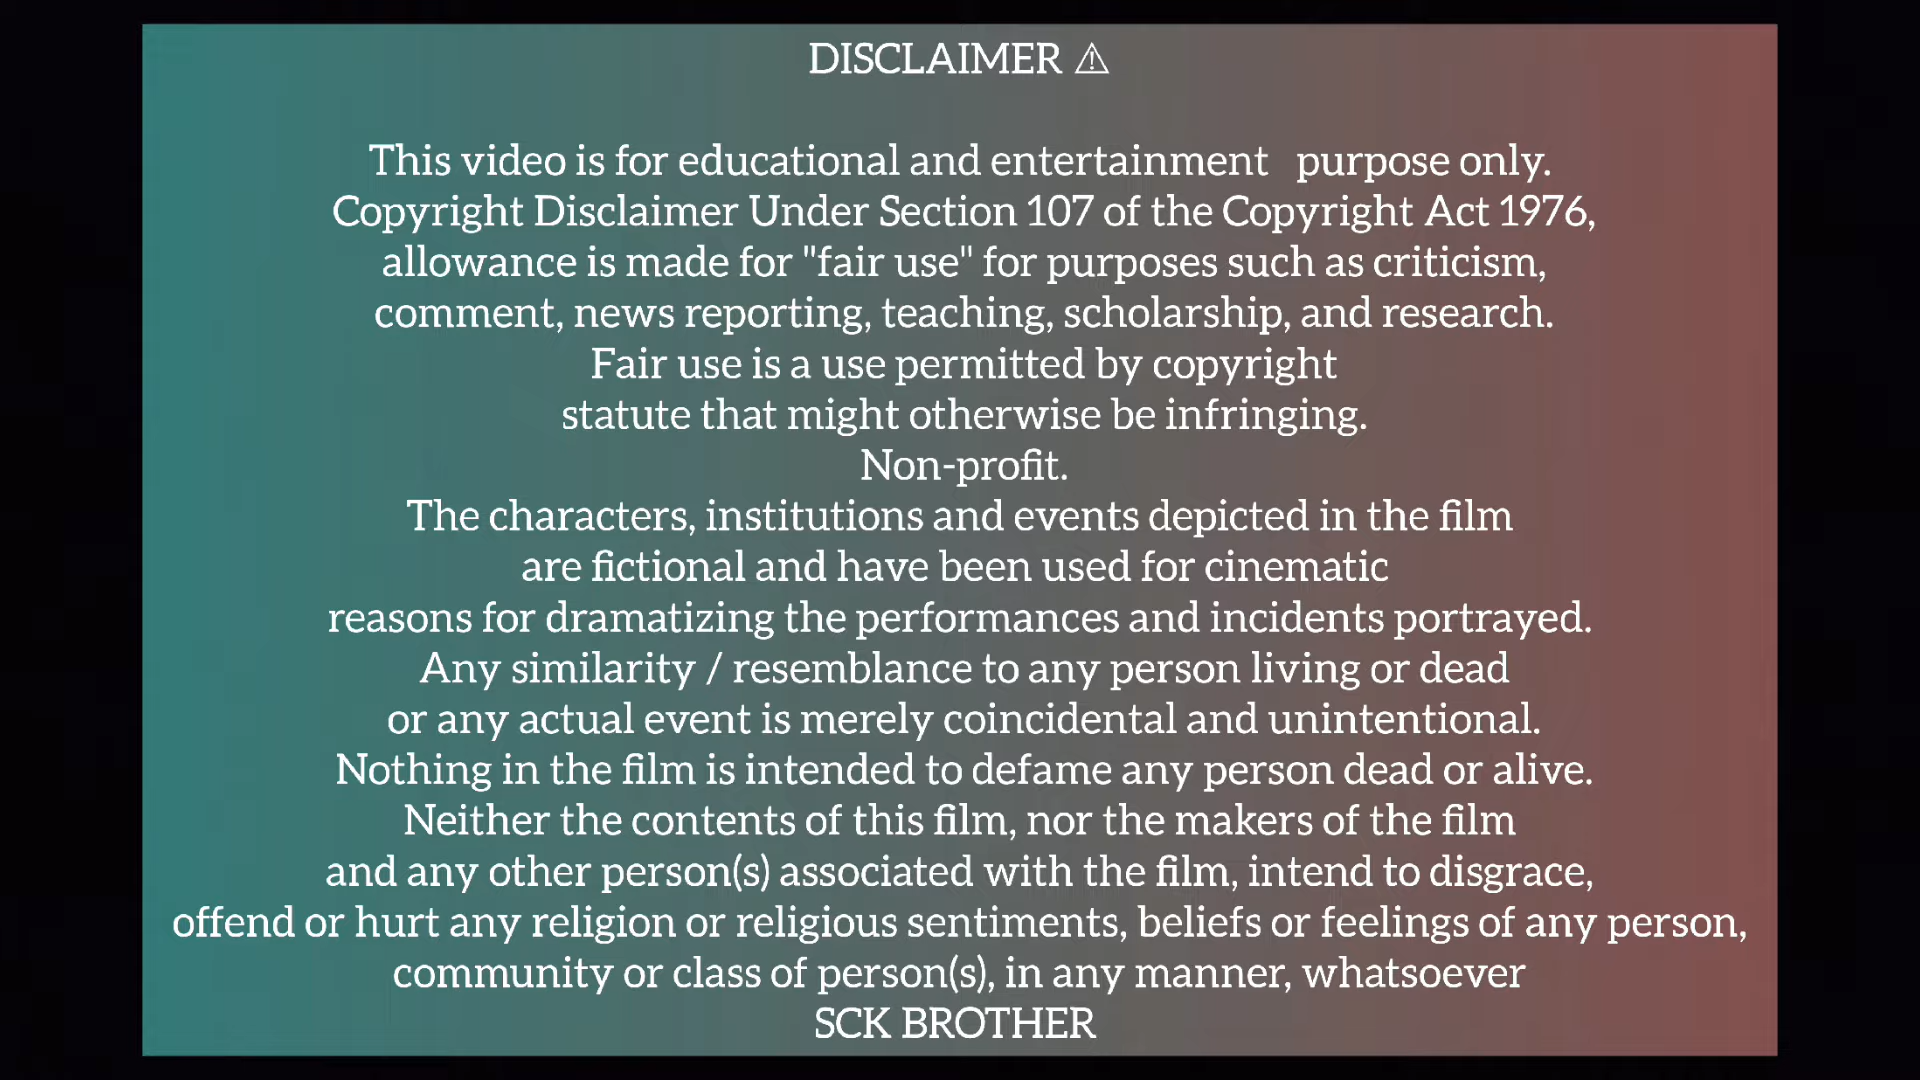 DISCLAIMER ⚠
This video is for educational and entertainment   purpose only.
Copyright Disclaimer Under Section 107 of the Copyright Act 1976,
allowance is made for "fair use" for purposes such as criticism,
comment, news reporting, teaching, scholarship, and research.
Fair use is a use permitted by copyright
statute that might otherwise be infringing.
Non-profit.
The characters, institutions and events depicted in the film
are fictional and have been used for cinematic
reasons for dramatizing the performances and incidents portrayed.
Any similarity / resemblance to any person living or dead
or any actual event is merely coincidental and unintentional.
Nothing in the film is intended to defame any person dead or alive.
Neither the contents of this film, nor the makers of the film
and any other person(s) associated with the film, intend to disgrace,
offend or hurt any religion or religious sentiments, beliefs or feelings of any person,
community or class of person(s), in any manner, whatsoever
SCK BROTHER